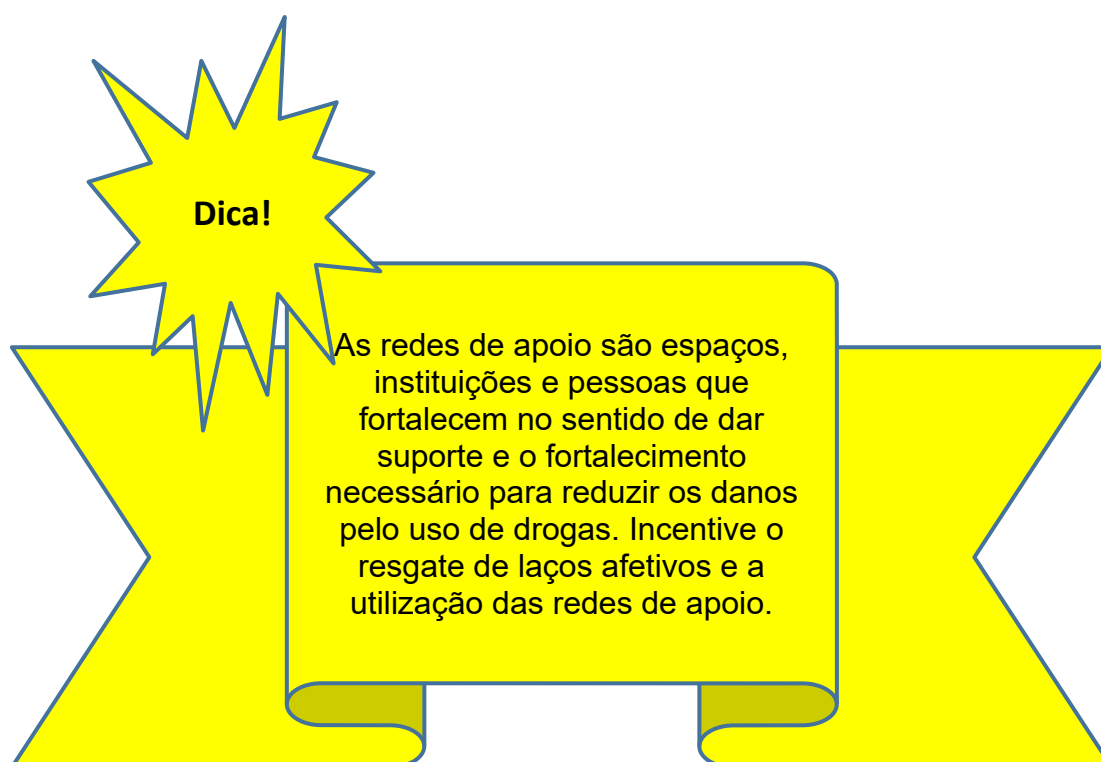 Dica!
As redes de apoio são espaços,
instituições e pessoas que
fortalecem no sentido de dar
suporte e o fortalecimento
necessário para reduzir os danos
pelo uso de drogas. Incentive o
resgate de laços afetivos e a
utilização das redes de apoio.